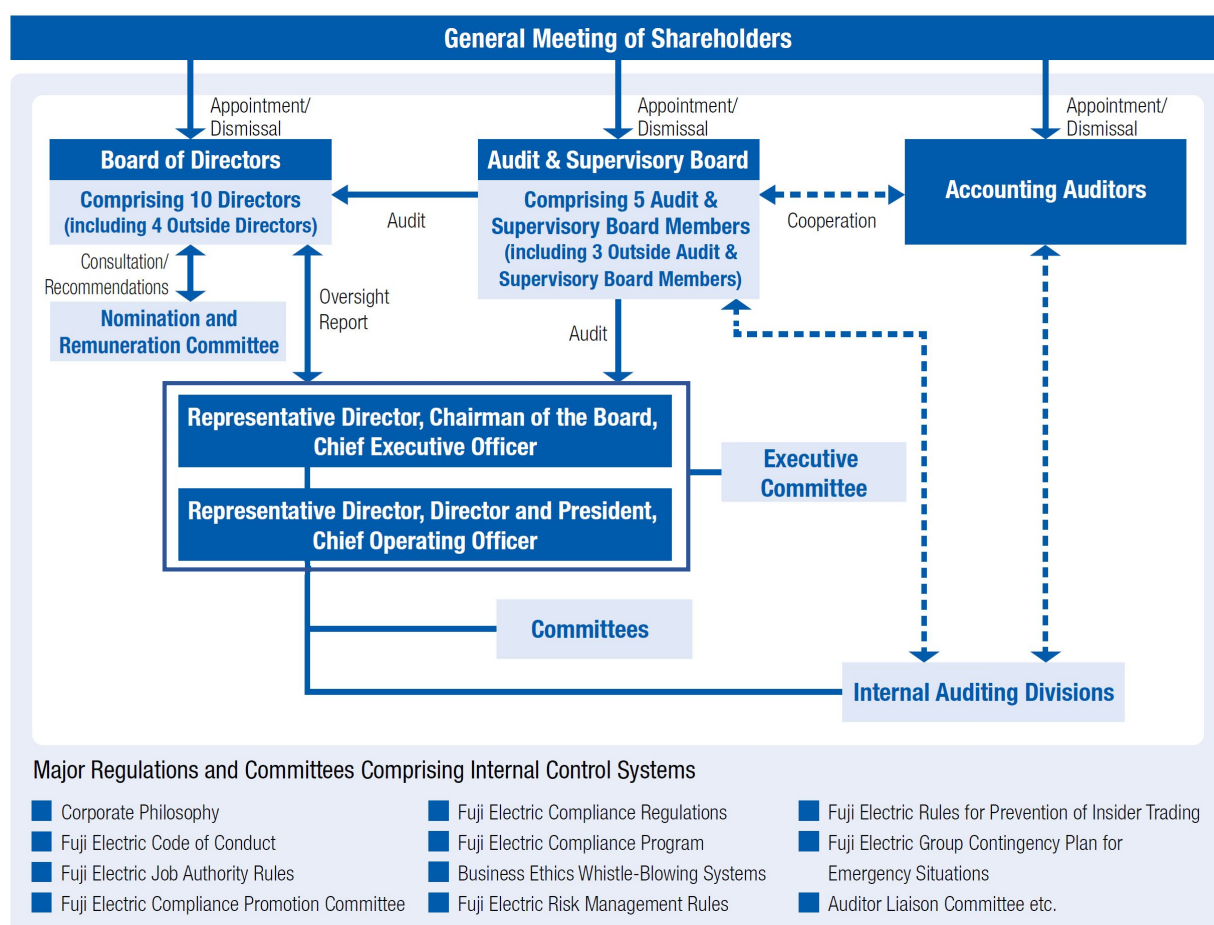 General Meeting of Shareholders
Appointment/
Dismissal
Appointment/
Dismissal
Appointment/
Dismissal
Board of Directors
Comprising 10 Directors
(including 4 Outside Directors)
Audit
Audit & Supervisory Board
Comprising 5 Audit &
Supervisory Board Members
(including 3 Outside Audit &
Supervisory Board Members)
Cooperation
Accounting Auditors
Consultation/
Recommendations
Nomination and
Remuneration Committee
Oversight
Report
Audit
Representative Director, Chairman of the Board,
Chief Executive Officer
Representative Director, Director and President,
Chief Operating Officer
Executive
Committee
Committees
Internal Auditing Divisions
Major Regulations and Committees Comprising Internal Control Systems
Corporate Philosophy
Fuji Electric Code of Conduct
Fuji Electric Job Authority Rules
Fuji Electric Compliance Promotion Committee
Fuji Electric Compliance Regulations
Fuji Electric Compliance Program
Business Ethics Whistle-Blowing Systems
Fuji Electric Risk Management Rules
Fuji Electric Rules for Prevention of Insider Trading
Fuji Electric Group Contingency Plan for
Emergency Situations
Auditor Liaison Committee etc.